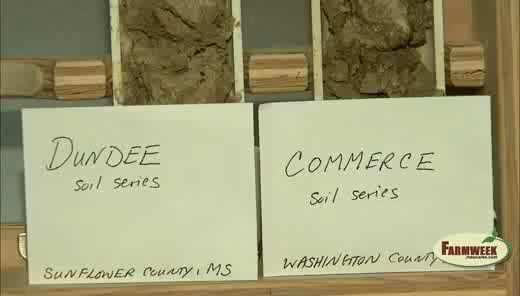 DUNDEE
soil series
SUNFLOWER COUNTY, MS
COMMERCE
soil series
WASHINGTON COUNTY,
FARMWEEK